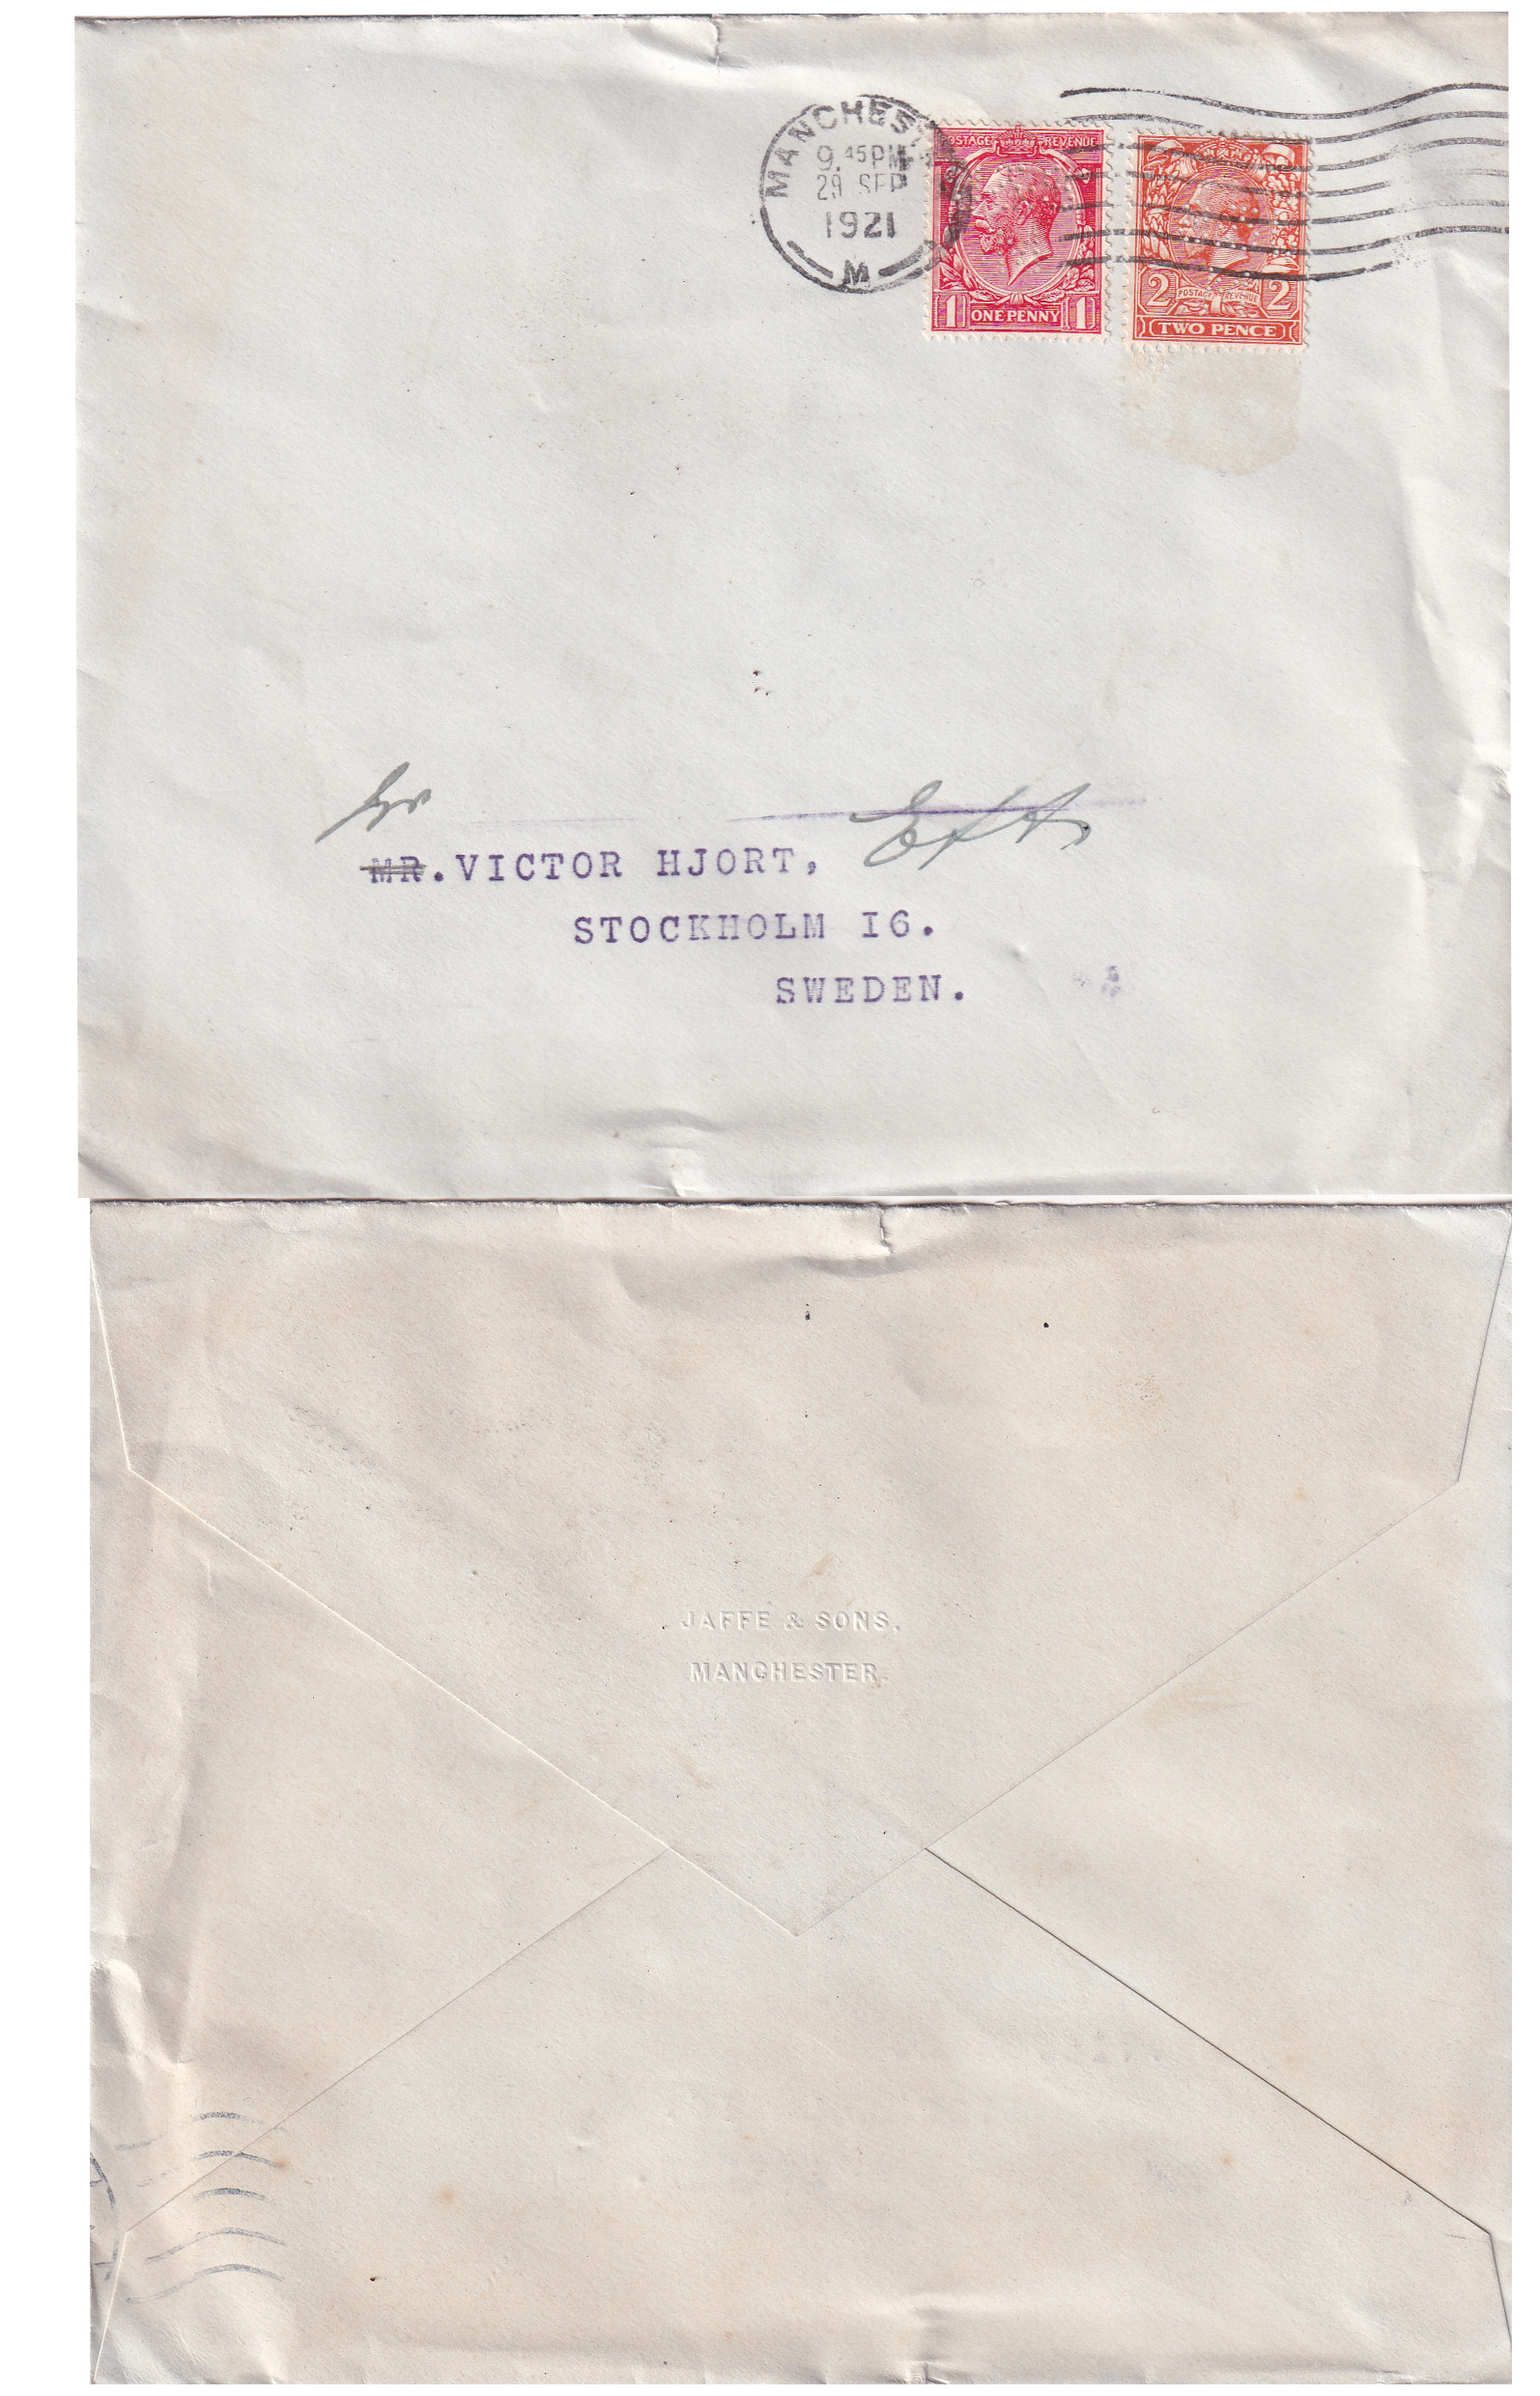 MANCHES
9.45PM
29 SEP
1921
M
POSTAGE REVENUE
1 ONE PENNY 1
2 POSTAGE REVENUE 2
TWO PENCE
MR. VICTOR HJORT,
STOCKHOLM 16.
SWEDEN.
JAFFE & SONS,
MANCHESTER.